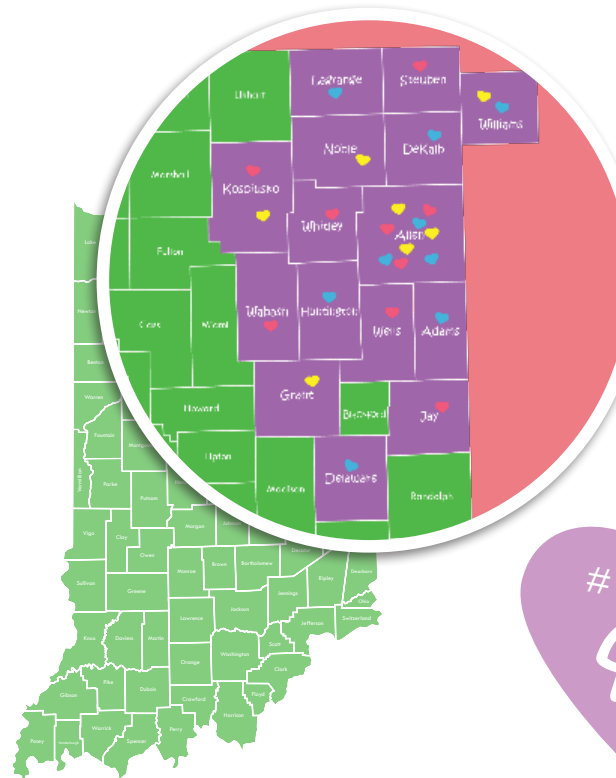 Lagrange
Steuben
Elkhart
Williams
Noble
DeKalb
Marshall
Kosciusko
Whitley
Allen
Fulton
Wabash
Huntington
Wells
Adams
Cass
Miami
Grant
Blackford
Jay
Howard
Tipton
Madison
Delaware
Randolph
Newton
Benton
Warren
Fountain
Parke
Putnam
Morgan
Vigo
Clay
Owen
Monroe
Brown
Bartholomew
Decatur
Sullivan
Greene
Jennings
Ripley
Dearborn
Ohio
Switzerland
Jefferson
Jackson
Lawrence
Knox
Daviess
Martin
Orange
Washington
Scott
Clark
Floyd
Harrison
Crawford
Dubois
Pike
Gibson
Posey
Warrick
Spencer
Perry
#